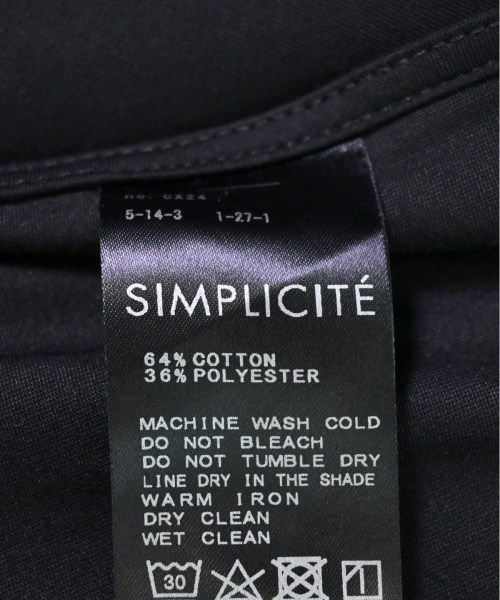 5-14-3 1-27-1
SIMPLICITÉ
64% COTTON
36% POLYESTER
MACHINE WASH COLD
DO NOT BLEACH
DO NOT TUMBLE DRY
LINE DRY IN THE SHADE
WARM IRON
DRY CLEAN
WET CLEAN
30